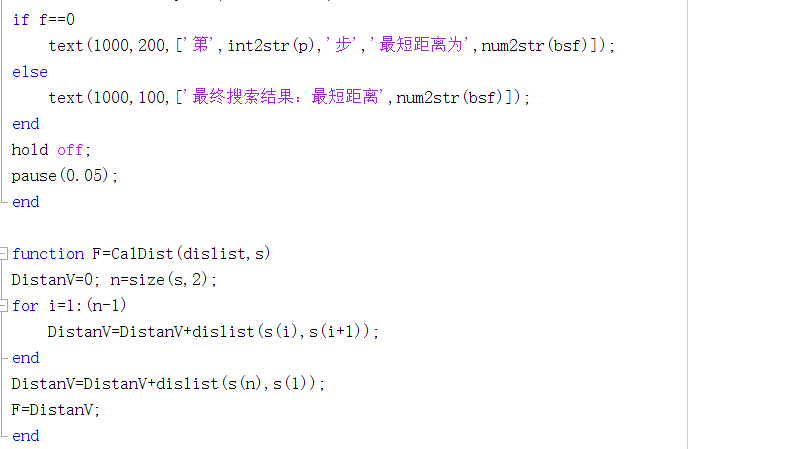 if f==0
    text(1000,200,['第',int2str(p),'步','最短距离为',num2str(bsf)]);
else
    text(1000,100,['最终搜索结果：最短距离',num2str(bsf)]);
end
hold off;
pause(0.05);
end

function F=CalDist(dislist,s)
DistanV=0; n=size(s,2);
for i=1:(n-1)
    DistanV=DistanV+dislist(s(i),s(i+1));
end
DistanV=DistanV+dislist(s(n),s(1));
F=DistanV;
end